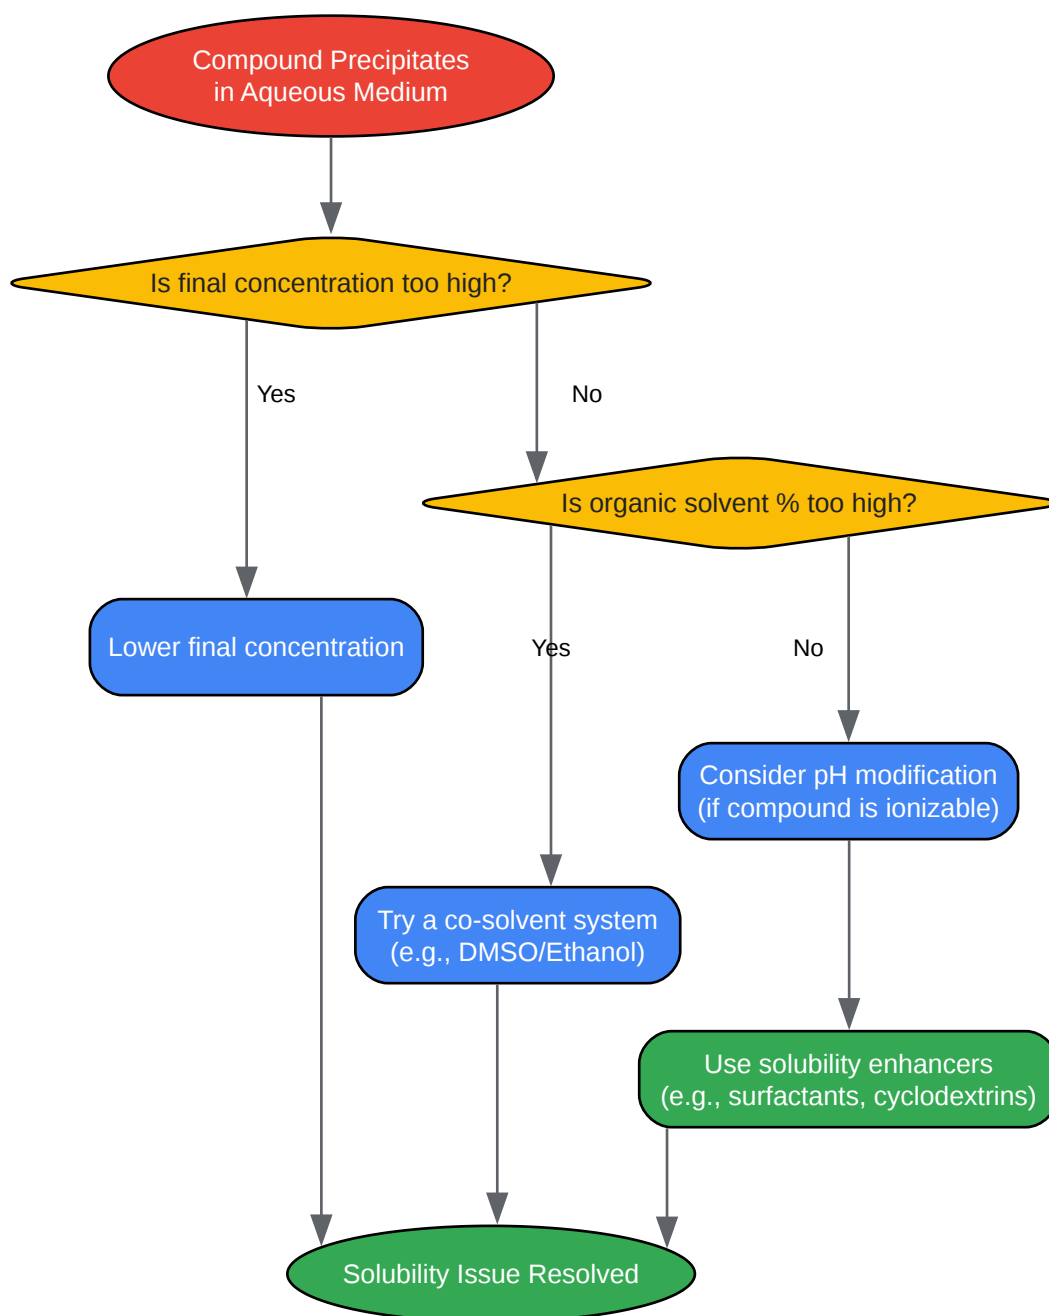 Compound Precipitates
in Aqueous Medium
Is final concentration too high?
Yes
No
Is organic solvent % too high?
Lower final concentration
Yes
No
Consider pH modification
(if compound is ionizable)
Try a co-solvent system
(e.g., DMSO/Ethanol)
Use solubility enhancers
(e.g., surfactants, cyclodextrins)
Solubility Issue Resolved